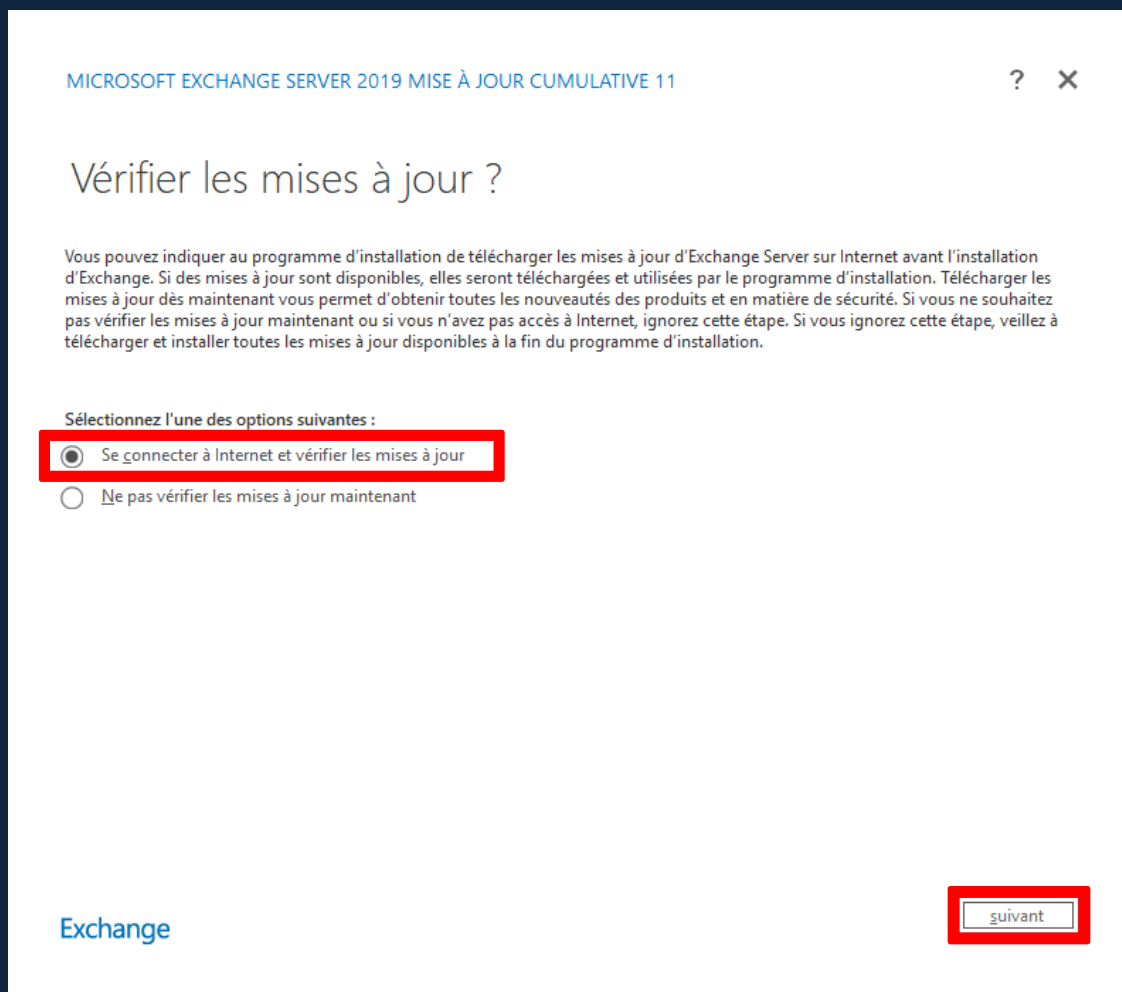 MICROSOFT EXCHANGE SERVER 2019 MISE À JOUR CUMULATIVE 11
?
Vérifier les mises à jour ?
Vous pouvez indiquer au programme d'installation de télécharger les mises à jour d'Exchange Server sur Internet avant l'installation
d'Exchange. Si des mises à jour sont disponibles, elles seront téléchargées et utilisées par le programme d'installation. Télécharger les
mises à jour dès maintenant vous permet d'obtenir toutes les nouveautés des produits et en matière de sécurité. Si vous ne souhaitez
pas vérifier les mises à jour maintenant ou si vous n'avez pas accès à Internet, ignorez cette étape. Si vous ignorez cette étape, veillez à
télécharger et installer toutes les mises à jour disponibles à la fin du programme d'installation.
Sélectionnez l'une des options suivantes :
Se connecter à Internet et vérifier les mises à jour
Ne pas vérifier les mises à jour maintenant
Exchange
suivant